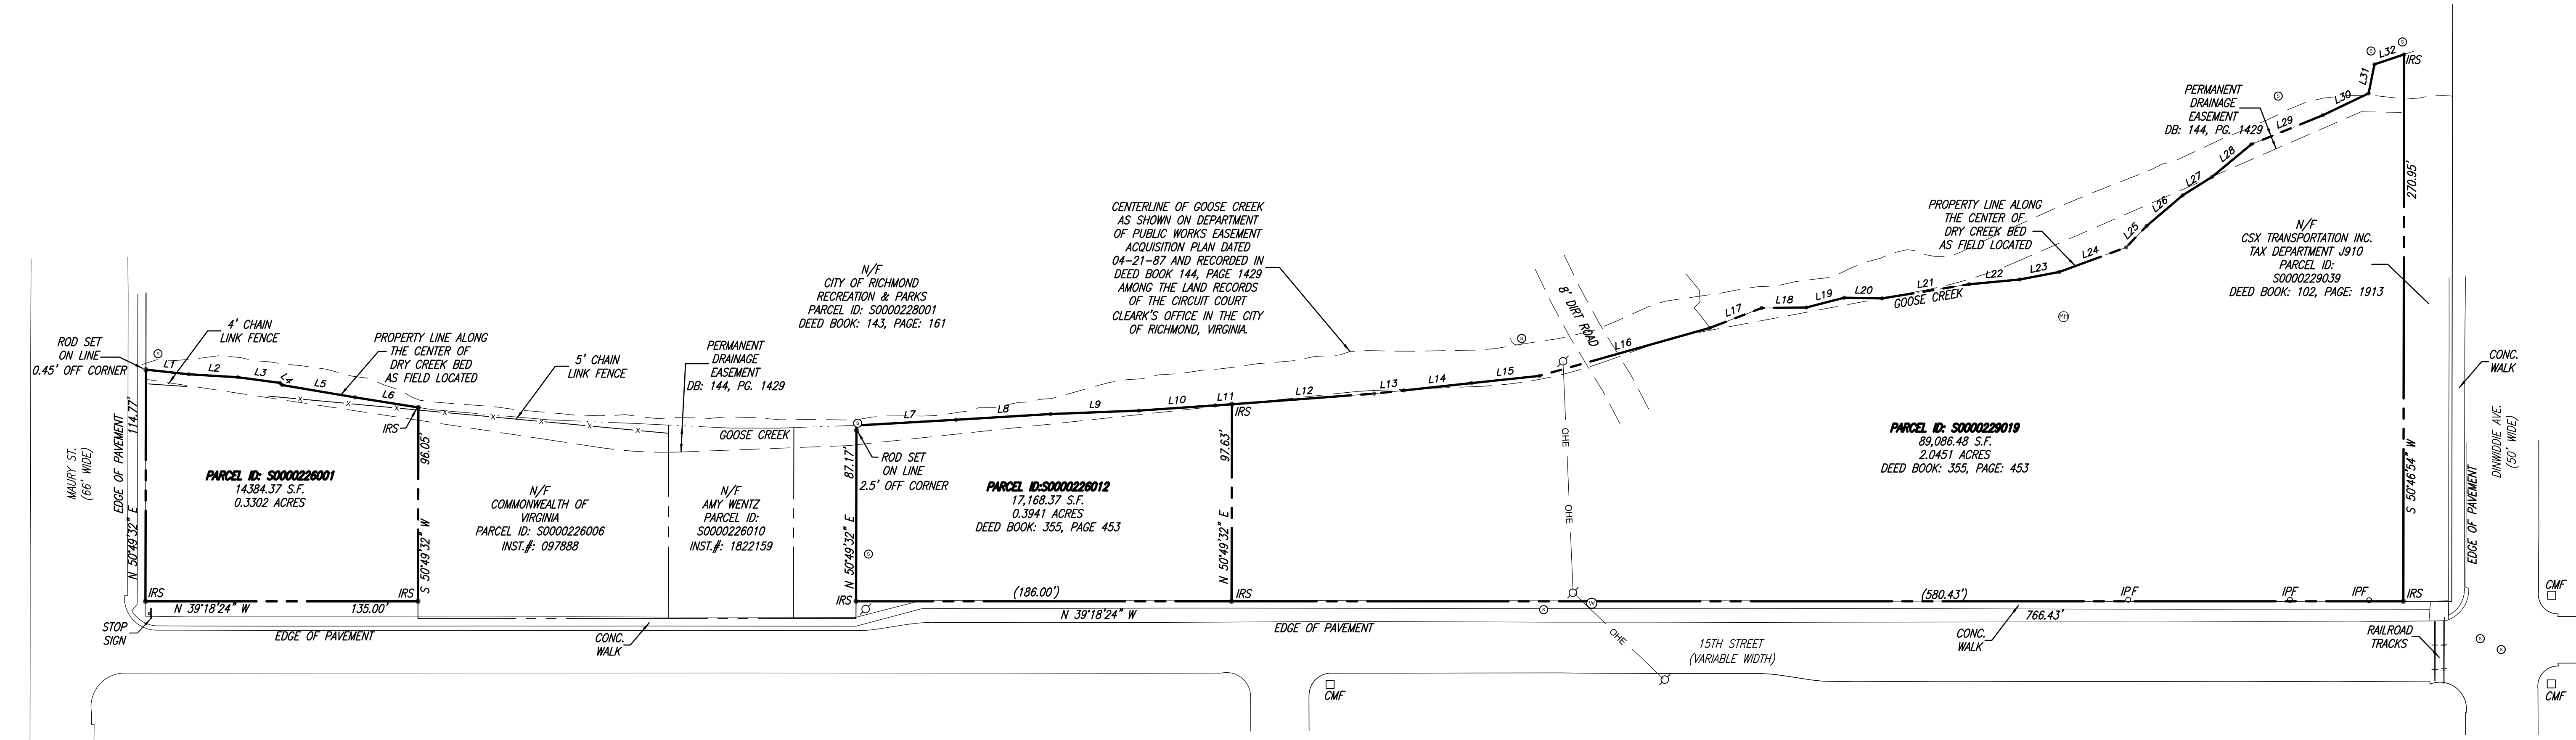 MAURY ST.
(66' WIDE)
EDGE OF PAVEMENT
N 50°49'32" E
114.77'
ROD SET
ON LINE
0.45' OFF CORNER
4' CHAIN
LINK FENCE
PROPERTY LINE ALONG
THE CENTER OF
DRY CREEK BED
AS FIELD LOCATED
S
L1
L2
L3
L4
L5
L6
X X X X X X X X
IRS
96.05'
S 50°49'32" W
PARCEL ID: S0000226001
14384.37 S.F.
0.3302 ACRES
IRS
IRS
N 39°18'24" W
135.00'
STOP
SIGN
EDGE OF PAVEMENT
CONC.
WALK
5' CHAIN
LINK FENCE
N/F
COMMONWEALTH OF
VIRGINIA
PARCEL ID: S0000226006
INST.#: 097888
PERMANENT
DRAINAGE
EASEMENT
DB: 144, PG. 1429
GOOSE CREEK
N/F
AMY WENTZ
PARCEL ID:
S0000226010
INST.#: 1822159
N/F
CITY OF RICHMOND
RECREATION & PARKS
PARCEL ID: S0000228001
DEED BOOK: 143, PAGE: 161
S
ROD SET
ON LINE
2.5' OFF CORNER
87.17'
N 50°49'32" E
S
IRS
L7
L8
L9
L10
L11
IRS
PARCEL ID:S0000226012
17,168.37 S.F.
0.3941 ACRES
DEED BOOK: 355, PAGE 453
97.63'
N 50°49'32" E
(186.00')
IRS
N 39°18'24" W
EDGE OF PAVEMENT
CENTERLINE OF GOOSE CREEK
AS SHOWN ON DEPARTMENT
OF PUBLIC WORKS EASEMENT
ACQUISITION PLAN DATED
04-21-87 AND RECORDED IN
DEED BOOK 144, PAGE 1429
AMONG THE LAND RECORDS
OF THE CIRCUIT COURT
CLEARK'S OFFICE IN THE CITY
OF RICHMOND, VIRGINIA.
L12
L13
L14
L15
S
8' DIRT ROAD
L16
L17
L18
L19
L20
L21
GOOSE CREEK
L22
L23
L24
L25
L26
L27
L28
L29
L30
L31
L32
OHE
OHE
OHE
S
W
CMF
15TH STREET
(VARIABLE WIDTH)
PROPERTY LINE ALONG
THE CENTER OF
DRY CREEK BED
AS FIELD LOCATED
MH
PARCEL ID: S0000229019
89,086.48 S.F.
2.0451 ACRES
DEED BOOK: 355, PAGE: 453
(580.43')
CONC.
WALK
766.43'
IPF
IPF
IPF
IRS
PERMANENT
DRAINAGE
EASEMENT
DB: 144, PG. 1429
S
S
S
IRS
270.95'
S 50°46'54" W
N/F
CSX TRANSPORTATION INC.
TAX DEPARTMENT J910
PARCEL ID:
S0000229039
DEED BOOK: 102, PAGE: 1913
CONC.
WALK
DINWIDDIE AVE.
(50' WIDE)
EDGE OF PAVEMENT
RAILROAD
TRACKS
S
S
CMF
CMF